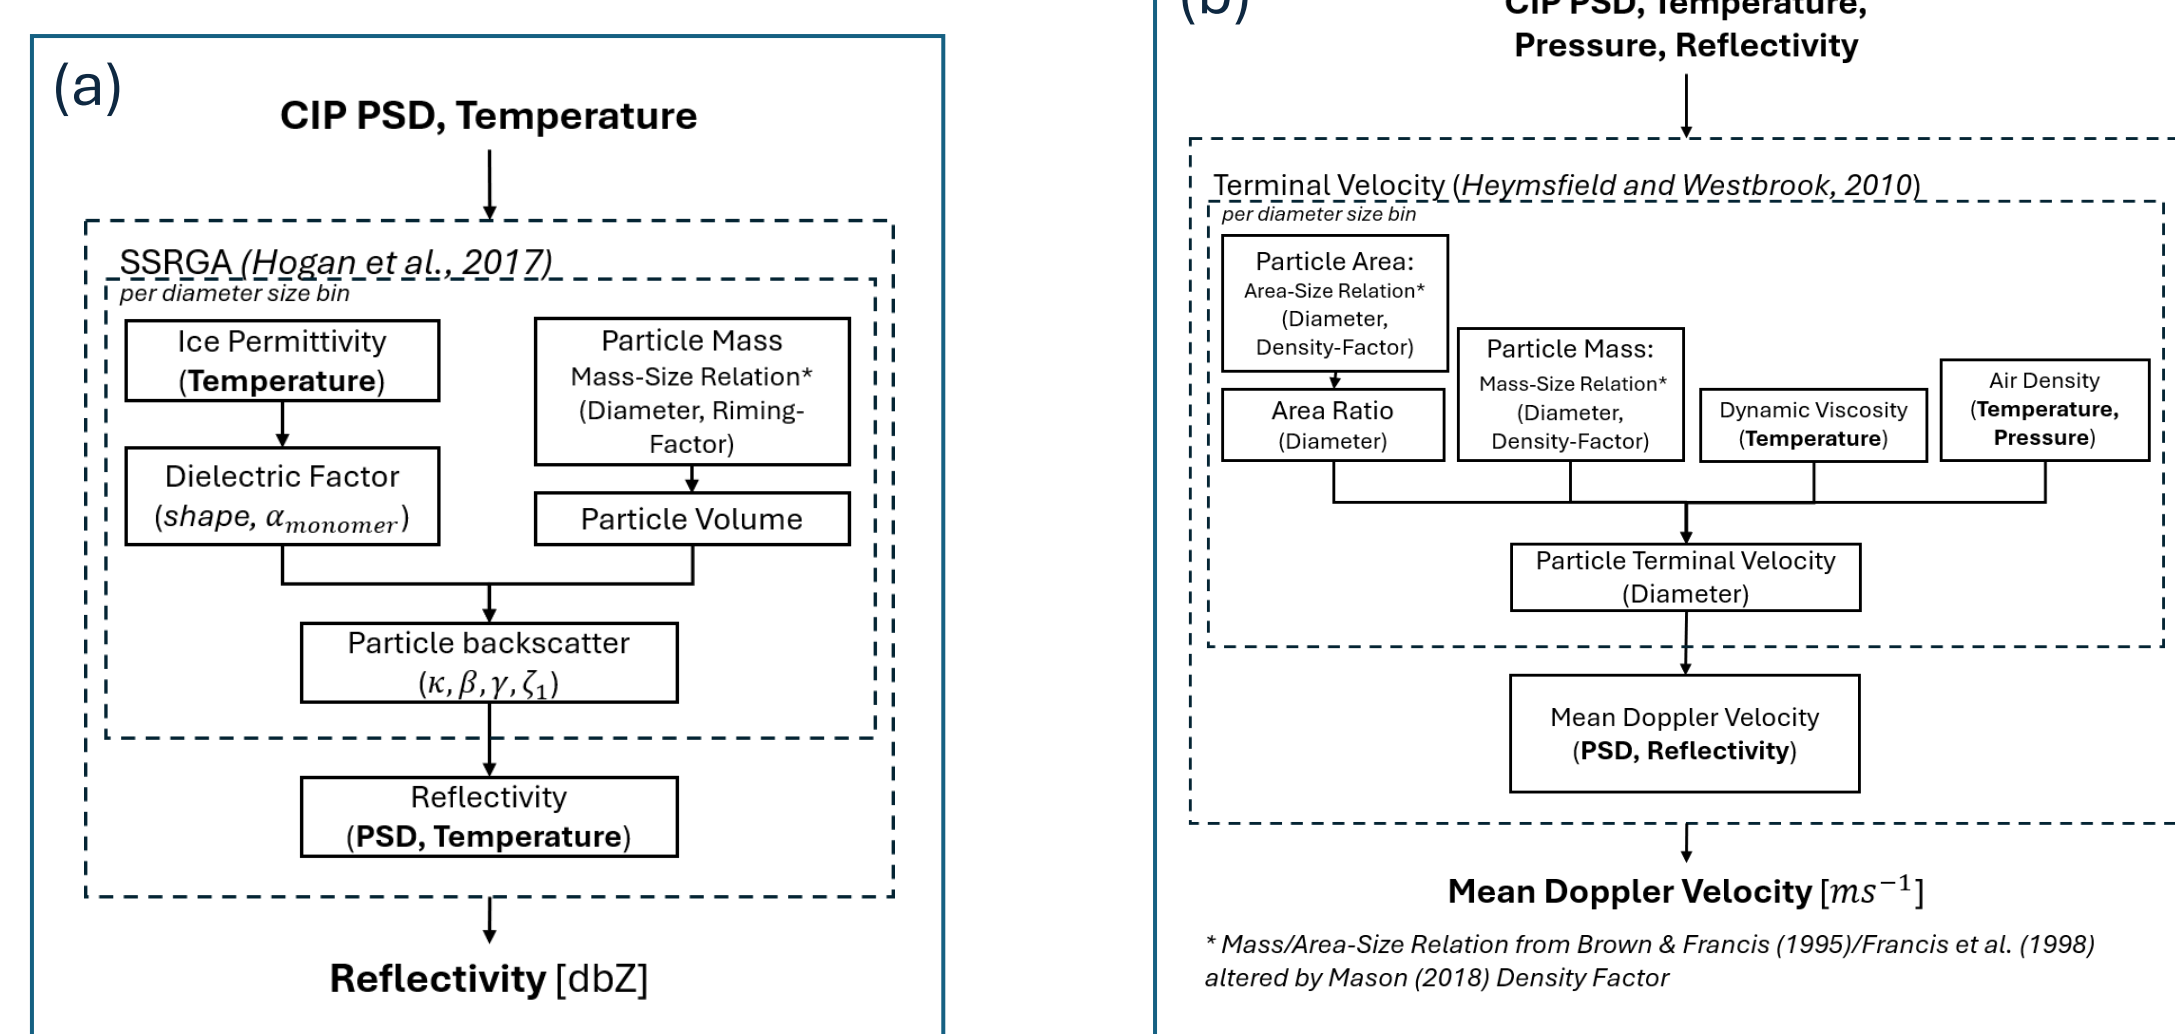 (a)
CIP PSD, Temperature
SSRGA (Hogan et al., 2017)
per diameter size bin
Ice Permittivity
(Temperature)
Particle Mass
Mass-Size Relation*
(Diameter, Riming-
Factor)
Dielectric Factor
(shape, α_monomer)
Particle Volume
Particle backscatter
(κ, β, γ, ζ₁)
Reflectivity
(PSD, Temperature)
Reflectivity [dbZ]
(b)
CIP PSD, Temperature,
Pressure, Reflectivity
Terminal Velocity (Heymsfield and Westbrook, 2010)
per diameter size bin
Particle Area:
Area-Size Relation*
(Diameter,
Density-Factor)
Area Ratio
(Diameter)
Particle Mass:
Mass-Size Relation*
(Diameter,
Density-Factor)
Dynamic Viscosity
(Temperature)
Air Density
(Temperature,
Pressure)
Particle Terminal Velocity
(Diameter)
Mean Doppler Velocity
(PSD, Reflectivity)
Mean Doppler Velocity [ms⁻¹]
* Mass/Area-Size Relation from Brown & Francis (1995)/Francis et al. (1998)
altered by Mason (2018) Density Factor